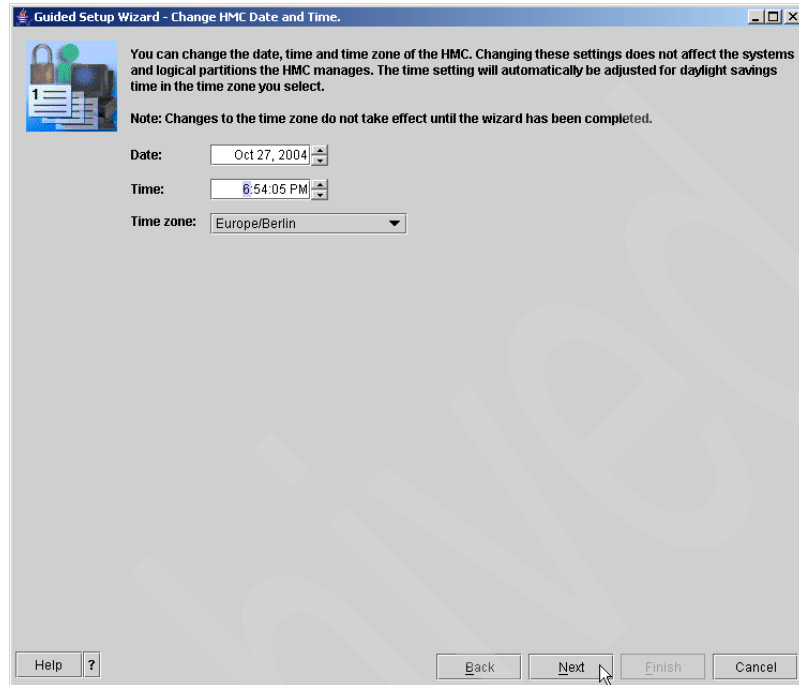 Guided Setup Wizard - Change HMC Date and Time.
You can change the date, time and time zone of the HMC. Changing these settings does not affect the systems
and logical partitions the HMC manages. The time setting will automatically be adjusted for daylight savings
time in the time zone you select.
Note: Changes to the time zone do not take effect until the wizard has been completed.
Date: Oct 27, 2004
Time: 6:54:05 PM
Time zone: Europe/Berlin
1
Help ? Back Next Finish Cancel